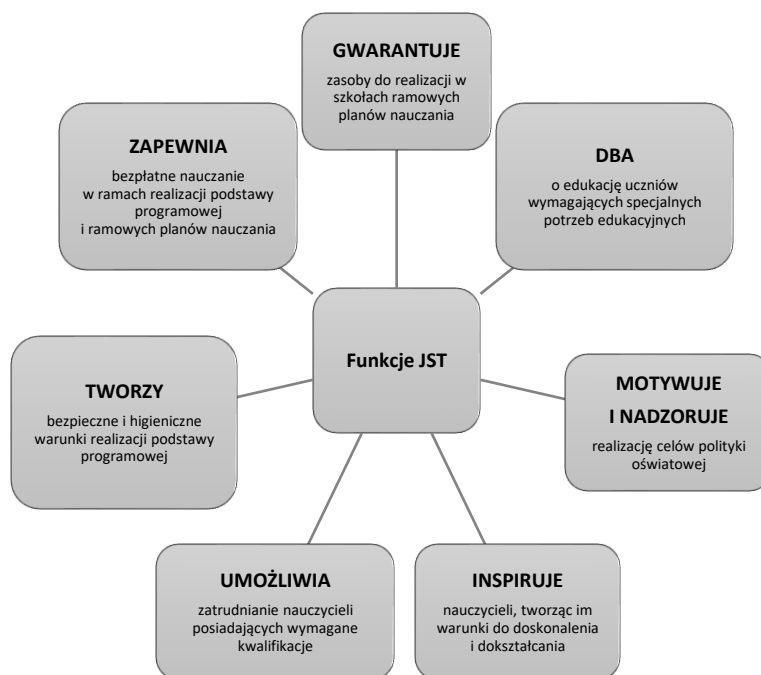 GWARANTUJE
zasoby do realizacji w
szkołach ramowych
planów nauczania
ZAPEWNIA
bezpłatne nauczanie
w ramach realizacji podstawy
programowej
i ramowych planów nauczania
DBA
o edukację uczniów
wymagających specjalnych
potrzeb edukacyjnych
Funkcje JST
TWORZY
bezpieczne i higieniczne
warunki realizacji podstawy
programowej
MOTYWUJE
I NADZORUJE
realizację celów polityki
oświatowej
UMOŻLIWIA
zatrudnianie nauczycieli
posiadających wymagane
kwalifikacje
INSPIRUJE
nauczycieli, tworząc im
warunki do doskonalenia
i dokształcania